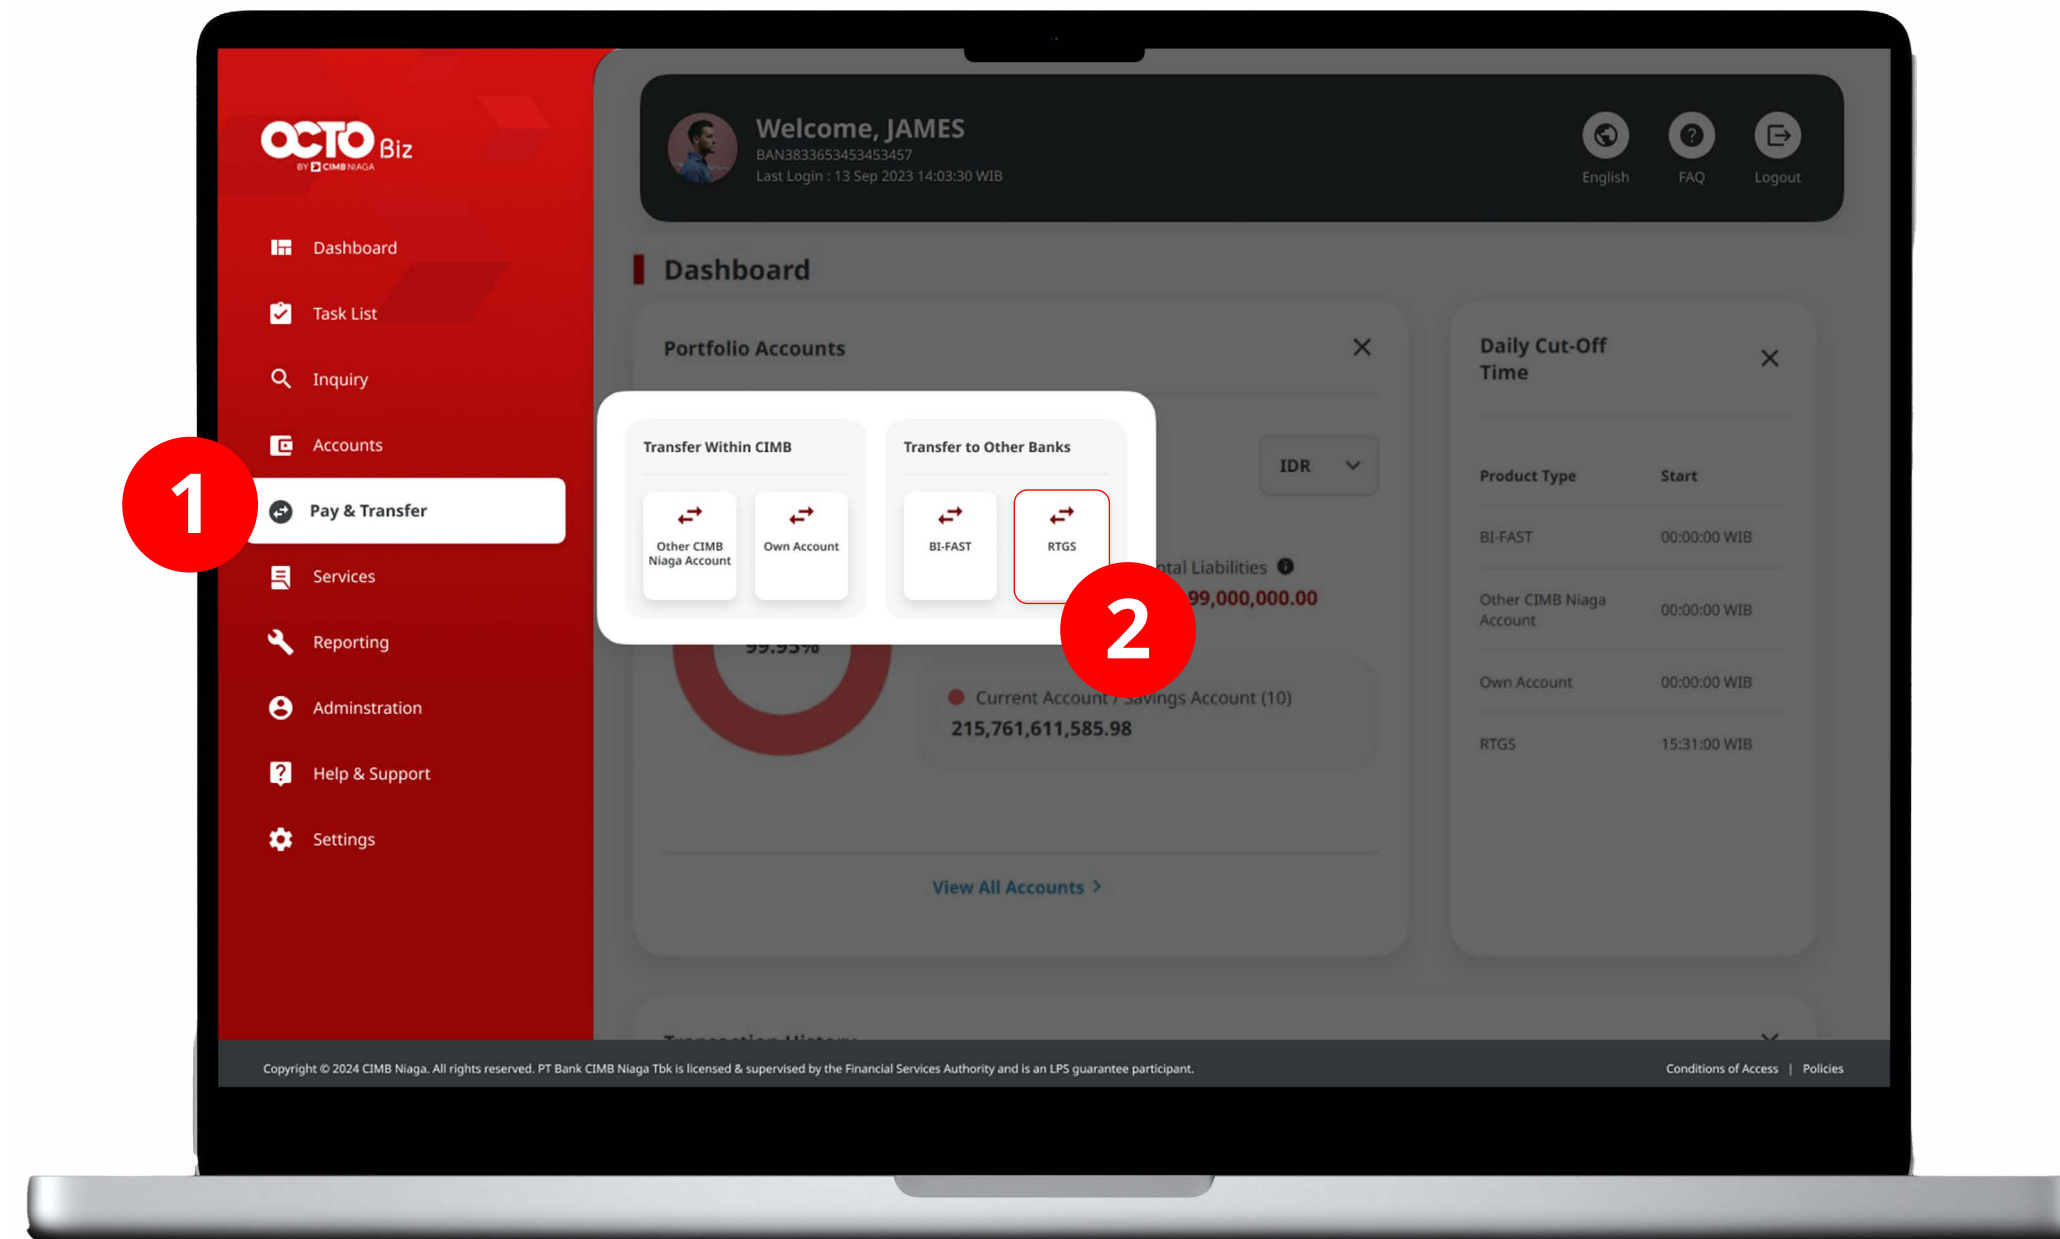 OCTO Biz
BY CIMB NIAGA
Dashboard
Task List
Inquiry
Accounts
1
Pay & Transfer
Services
Reporting
Adminstration
Help & Support
Settings
Welcome, JAMES
BAN3833653453453457
Last Login : 13 Sep 2023 14:03:30 WIB
English
FAQ
Logout
Dashboard
Portfolio Accounts
Transfer Within CIMB
Other CIMB
Niaga Account
Own Account
Transfer to Other Banks
BI-FAST
RTGS
2
IDR
otal Liabilities
99,000,000.00
99.95%
Current Account / Savings Account (10)
215,761,611,585.98
View All Accounts
Daily Cut-Off
Time
Product Type Start
BI-FAST 00:00:00 WIB
Other CIMB Niaga
Account 00:00:00 WIB
Own Account 00:00:00 WIB
RTGS 15:31:00 WIB
Transaction History
Copyright © 2024 CIMB Niaga. All rights reserved. PT Bank CIMB Niaga Tbk is licensed & supervised by the Financial Services Authority and is an LPS guarantee participant.
Conditions of Access | Policies